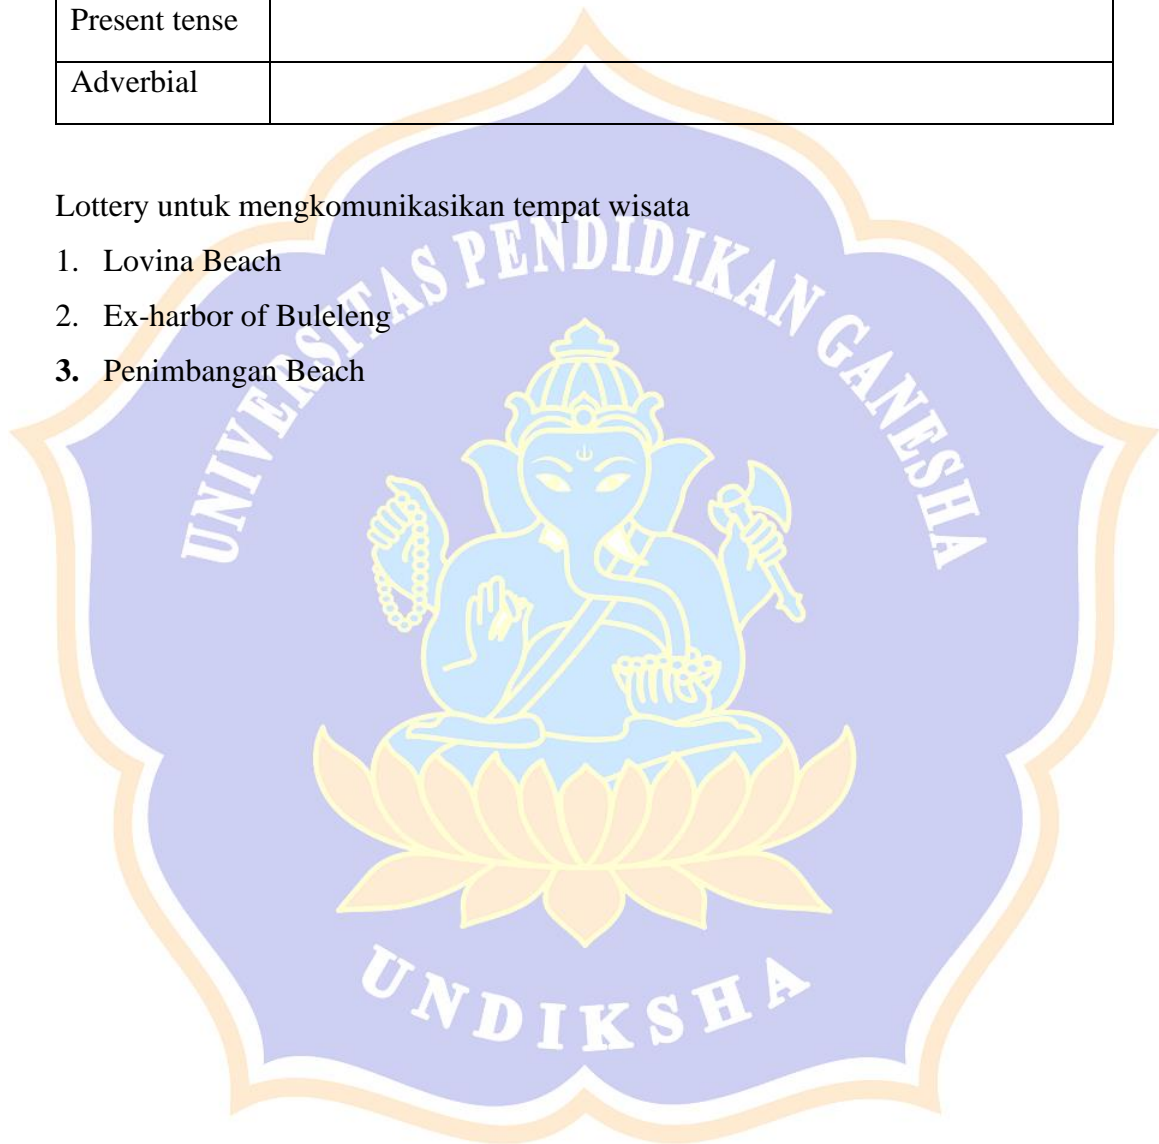 Present tense
Adverbial
Lottery untuk mengkomunikasikan tempat wisata
1. Lovina Beach
2. Ex-harbor of Buleleng
3. Penimbangan Beach
UNIVERSITAS PENDIDIKAN GANESHA
UNDIKSHA